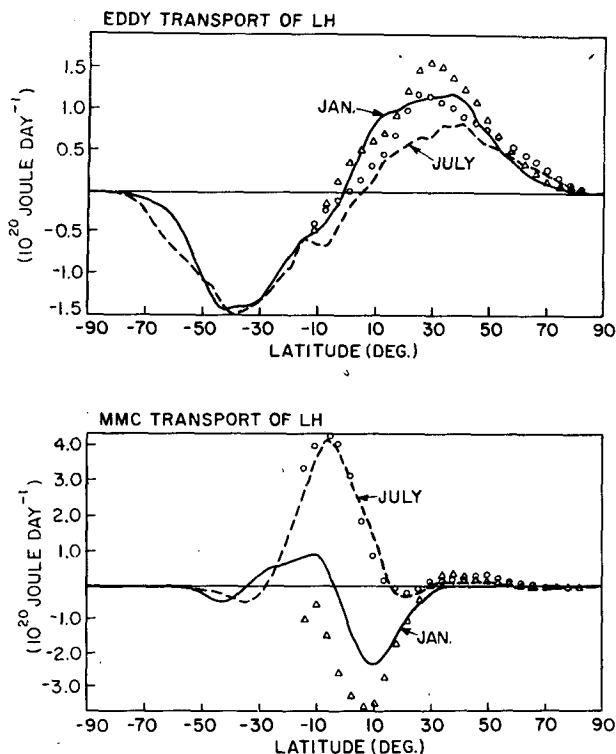 EDDY TRANSPORT OF LH
1.5
1.0
0.5
-0.5
-1.0
-1.5
(10^20 JOULE DAY^-1)
JAN.
JULY
-90 -70 -50 -30 -10 10 30 50 70 90
LATITUDE (DEG.)
MMC TRANSPORT OF LH
4.0
3.0
2.0
1.0
0.0
-1.0
-2.0
-3.0
(10^20 JOULE DAY^-1)
JULY
JAN.
-90 -70 -50 -30 -10 10 30 50 70 90
LATITUDE (DEG.)